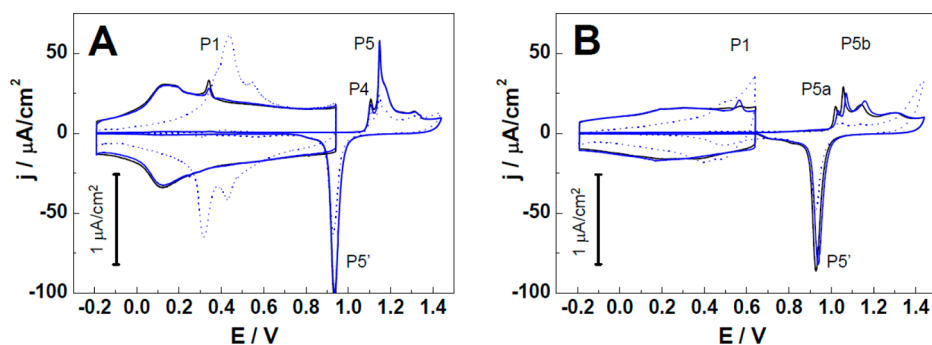 A
P1
P5
P4
P5'
50
0
-50
-100
j / µA/cm²
1 µA/cm²
-0.2 0.0 0.2 0.4 0.6 0.8 1.0 1.2 1.4
E / V
B
P1
P5b
P5a
P5'
50
0
-50
-100
j / µA/cm²
1 µA/cm²
-0.2 0.0 0.2 0.4 0.6 0.8 1.0 1.2 1.4
E / V